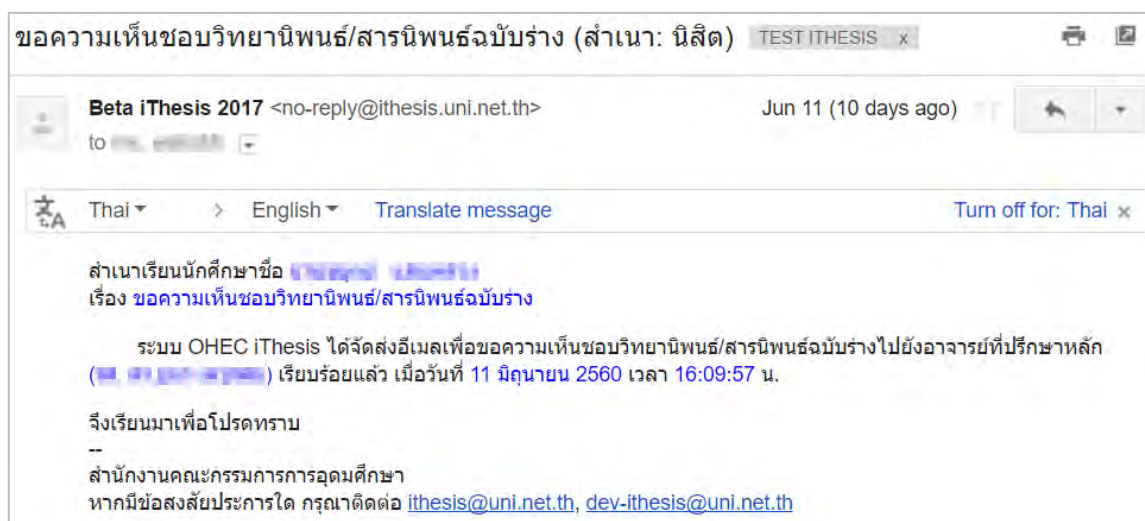 ขอความเห็นชอบวิทยานิพนธ์/สารนิพนธ์ฉบับร่าง (สำเนา: นิสิต) TEST ITHESIS x
Beta iThesis 2017 <no-reply@ithesis.uni.net.th> Jun 11 (10 days ago)
to
Thai > English Translate message Turn off for: Thai x
สำเนาเรียนนักศึกษาชื่อ
เรื่อง ขอความเห็นชอบวิทยานิพนธ์/สารนิพนธ์ฉบับร่าง
ระบบ OHEC iThesis ได้จัดส่งอีเมลเพื่อขอความเห็นชอบวิทยานิพนธ์/สารนิพนธ์ฉบับร่างไปยังอาจารย์ที่ปรึกษาหลัก
( ) เรียบร้อยแล้ว เมื่อวันที่ 11 มิถุนายน 2560 เวลา 16:09:57 น.
จึงเรียนมาเพื่อโปรดทราบ
--
สำนักงานคณะกรรมการการอุดมศึกษา
หากมีข้อสงสัยประการใด กรุณาติดต่อ ithesis@uni.net.th, dev-ithesis@uni.net.th